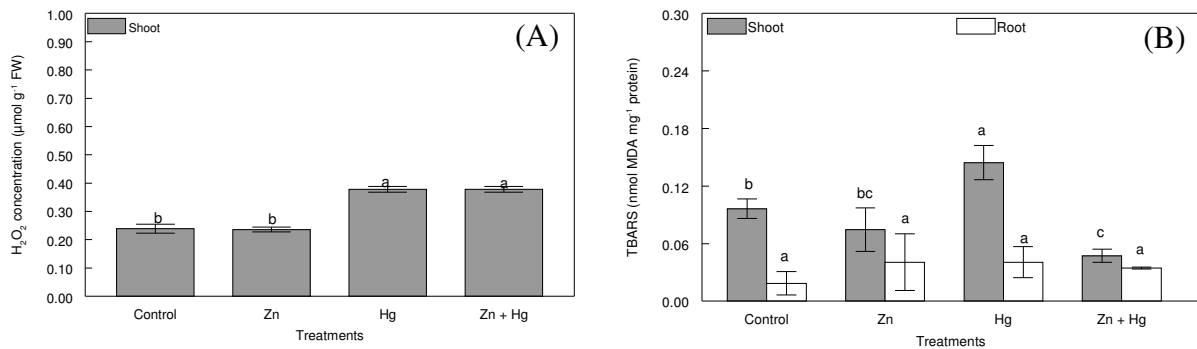 (A)
Shoot
H₂O₂ concentration (µmol g⁻¹ FW)
1.00
0.90
0.80
0.70
0.60
0.50
0.40
0.30
0.20
0.10
0.00
b
b
a
a
Control
Zn
Hg
Zn + Hg
Treatments
(B)
Shoot
Root
TBARS (nmol MDA mg⁻¹ protein)
0.30
0.24
0.18
0.12
0.06
0.00
b
a
bc
a
a
a
c
a
Control
Zn
Hg
Zn + Hg
Treatments